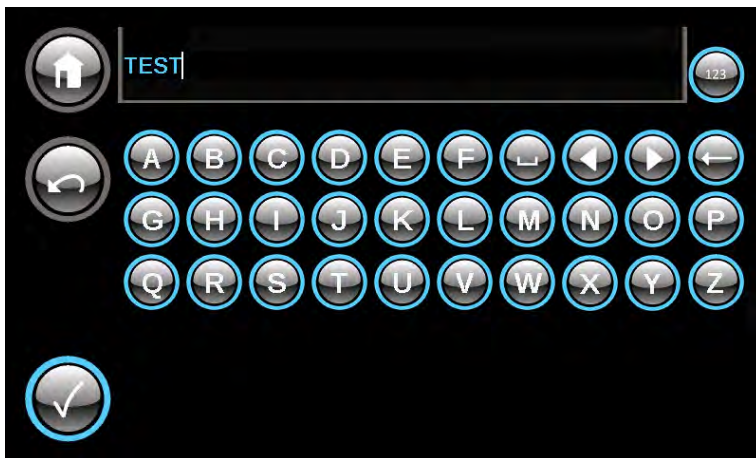 TEST
123
A B C D E F
G H I J K L M N O P
Q R S T U V W X Y Z